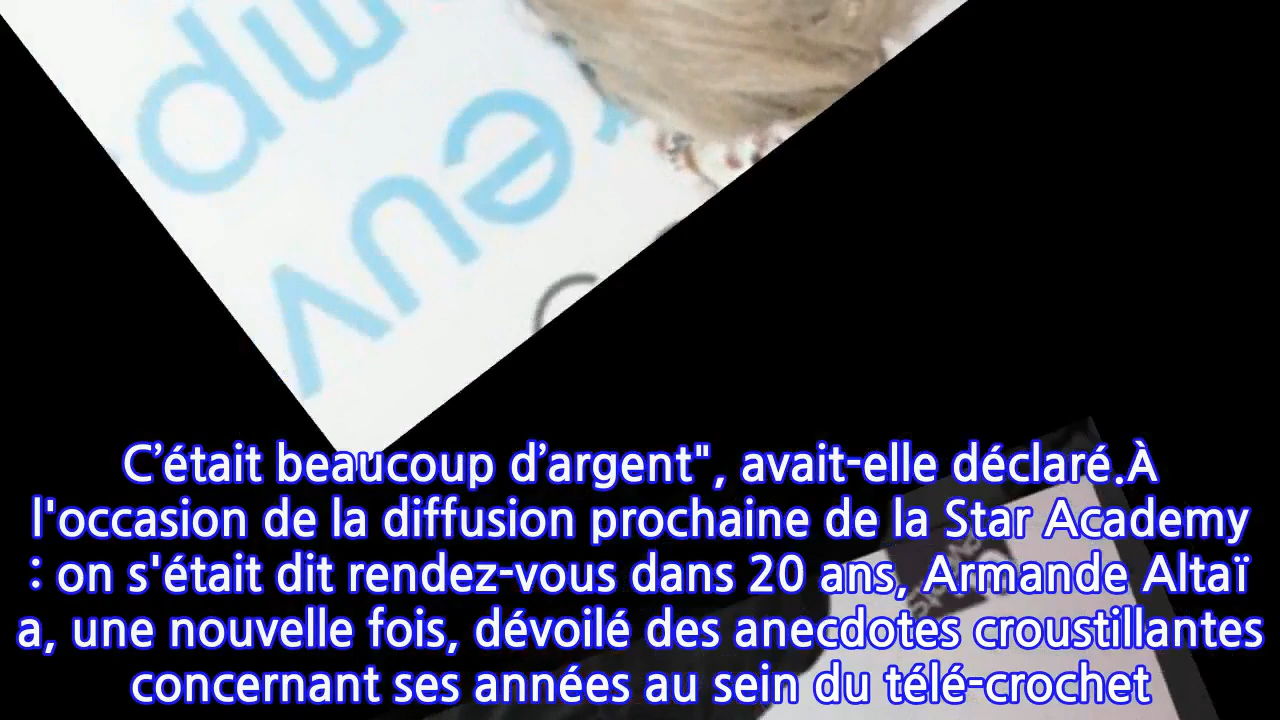 C’était beaucoup d’argent", avait-elle déclaré.À
l'occasion de la diffusion prochaine de la Star Academy
: on s'était dit rendez-vous dans 20 ans, Armande Altaï
a, une nouvelle fois, dévoilé des anecdotes croustillantes
concernant ses années au sein du télé-crochet